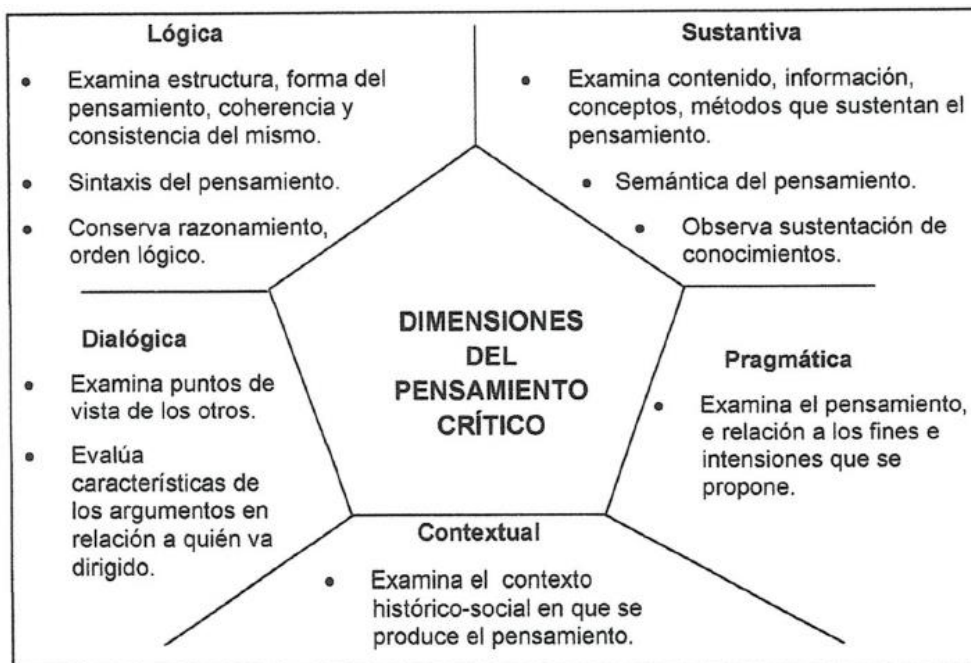 Lógica
• Examina estructura, forma del
pensamiento, coherencia y
consistencia del mismo.
• Sintaxis del pensamiento.
• Conserva razonamiento,
orden lógico.
Sustantiva
• Examina contenido, información,
conceptos, métodos que sustentan el
pensamiento.
• Semántica del pensamiento.
• Observa sustentación de
conocimientos.
DIMENSIONES
DEL
PENSAMIENTO
CRÍTICO
Dialógica
• Examina puntos de
vista de los otros.
• Evalúa
características de
los argumentos en
relación a quién va
dirigido.
Pragmática
• Examina el pensamiento,
e relación a los fines e
intensiones que se
propone.
Contextual
• Examina el contexto
histórico-social en que se
produce el pensamiento.